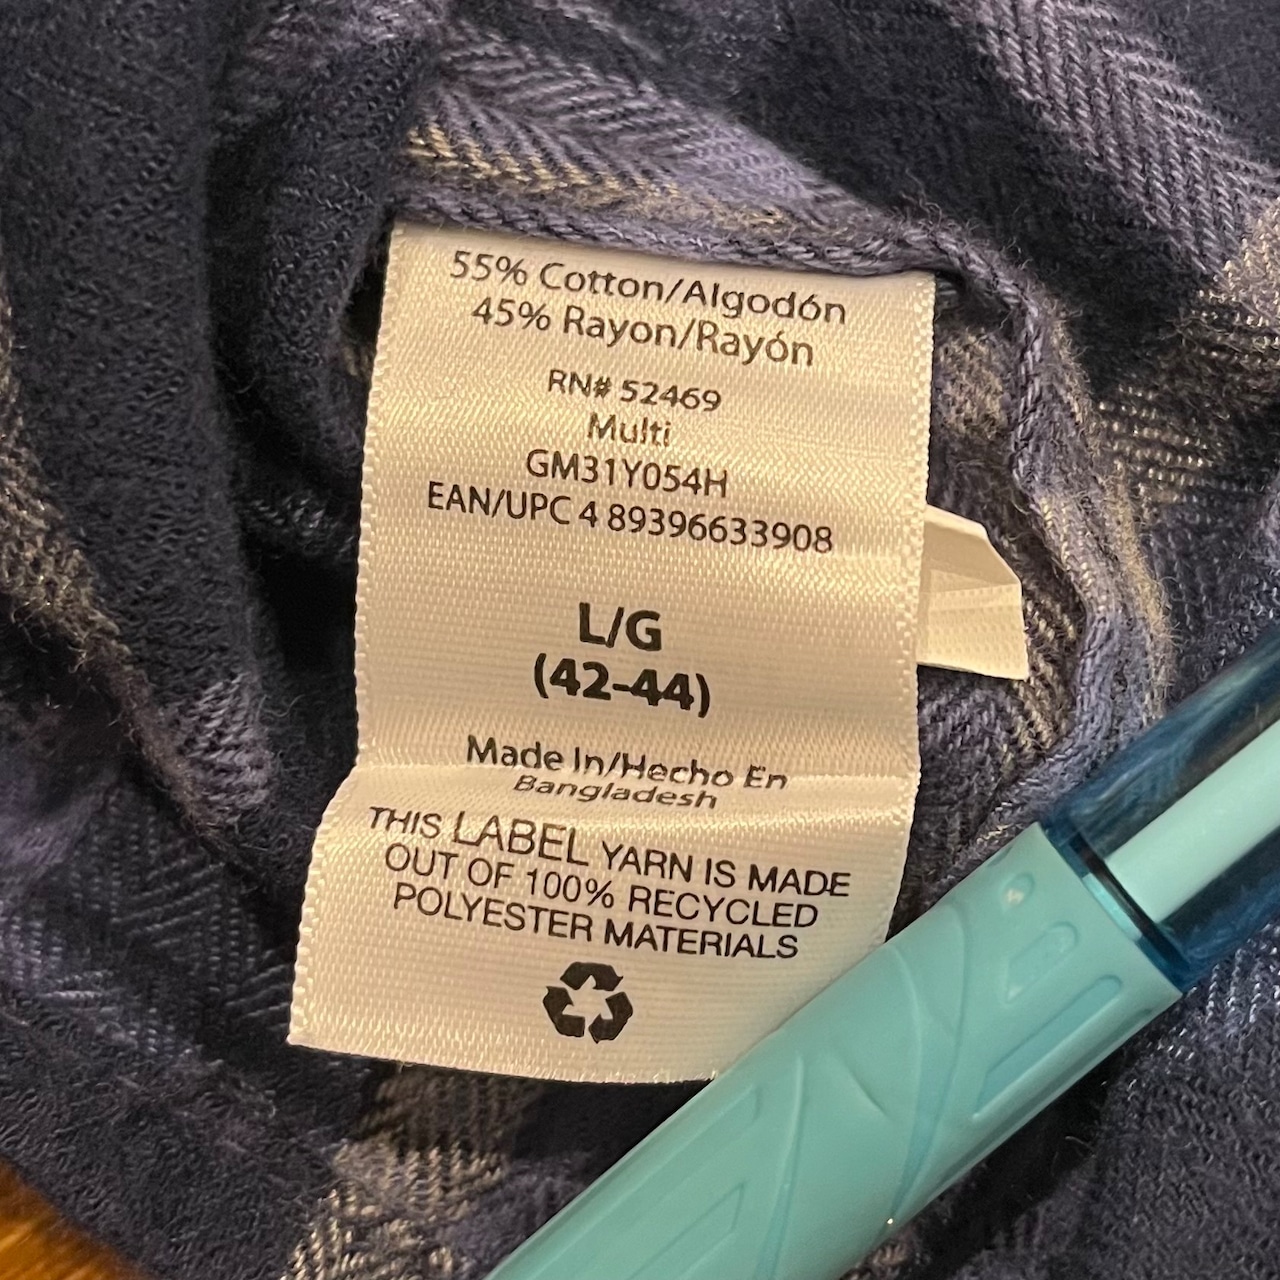 55% Cotton/Algodón
45% Rayon/Rayón
RN# 52469
Multi
GM31Y054H
EAN/UPC 4 89396633908
L/G
(42-44)
Made In/Hecho En
Bangladesh
THIS LABEL YARN IS MADE
OUT OF 100% RECYCLED
POLYESTER MATERIALS